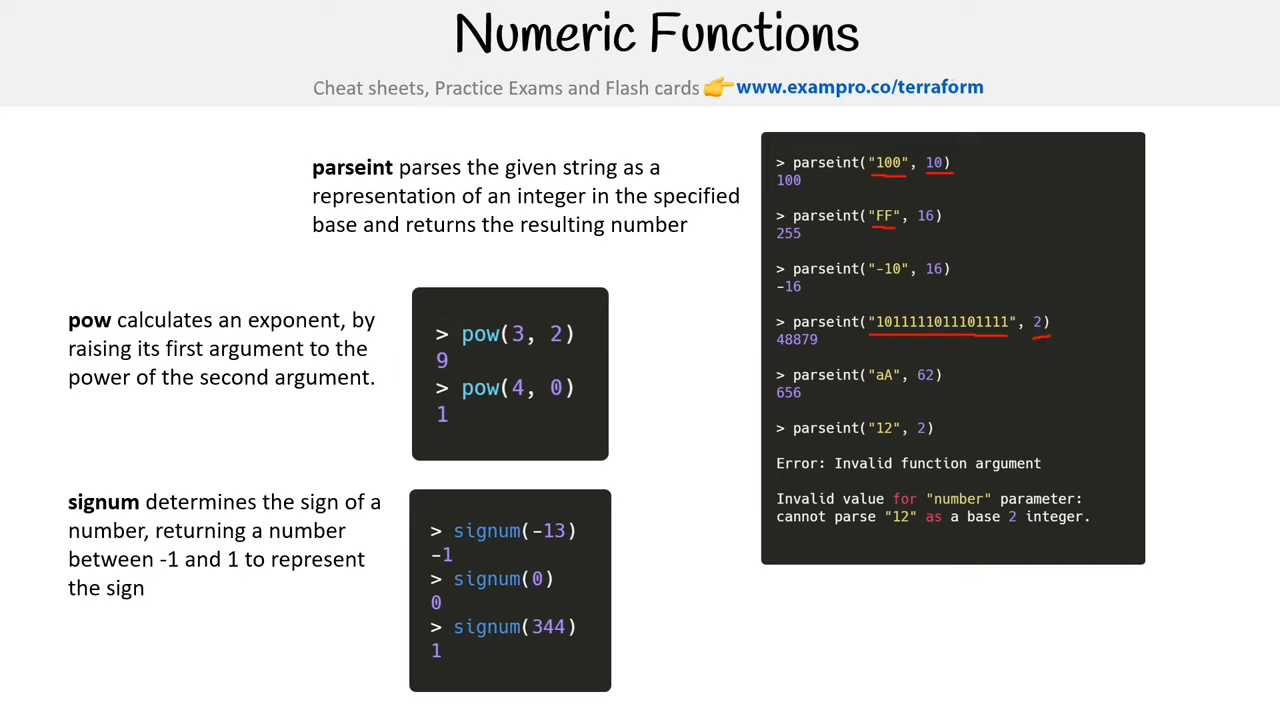 Numeric Functions
Cheat sheets, Practice Exams and Flash cards 👉 www.exampro.co/terraform
parseint parses the given string as a
representation of an integer in the specified
base and returns the resulting number
> parseint("100", 10)
100
> parseint("FF", 16)
255
> parseint("-10", 16)
-16
> parseint("1011111011101111", 2)
48879
> parseint("aA", 62)
656
> parseint("12", 2)
Error: Invalid function argument
Invalid value for "number" parameter:
cannot parse "12" as a base 2 integer.
pow calculates an exponent, by
raising its first argument to the
power of the second argument.
> pow(3, 2)
9
> pow(4, 0)
1
signum determines the sign of a
number, returning a number
between -1 and 1 to represent
the sign
> signum(-13)
-1
> signum(0)
0
> signum(344)
1